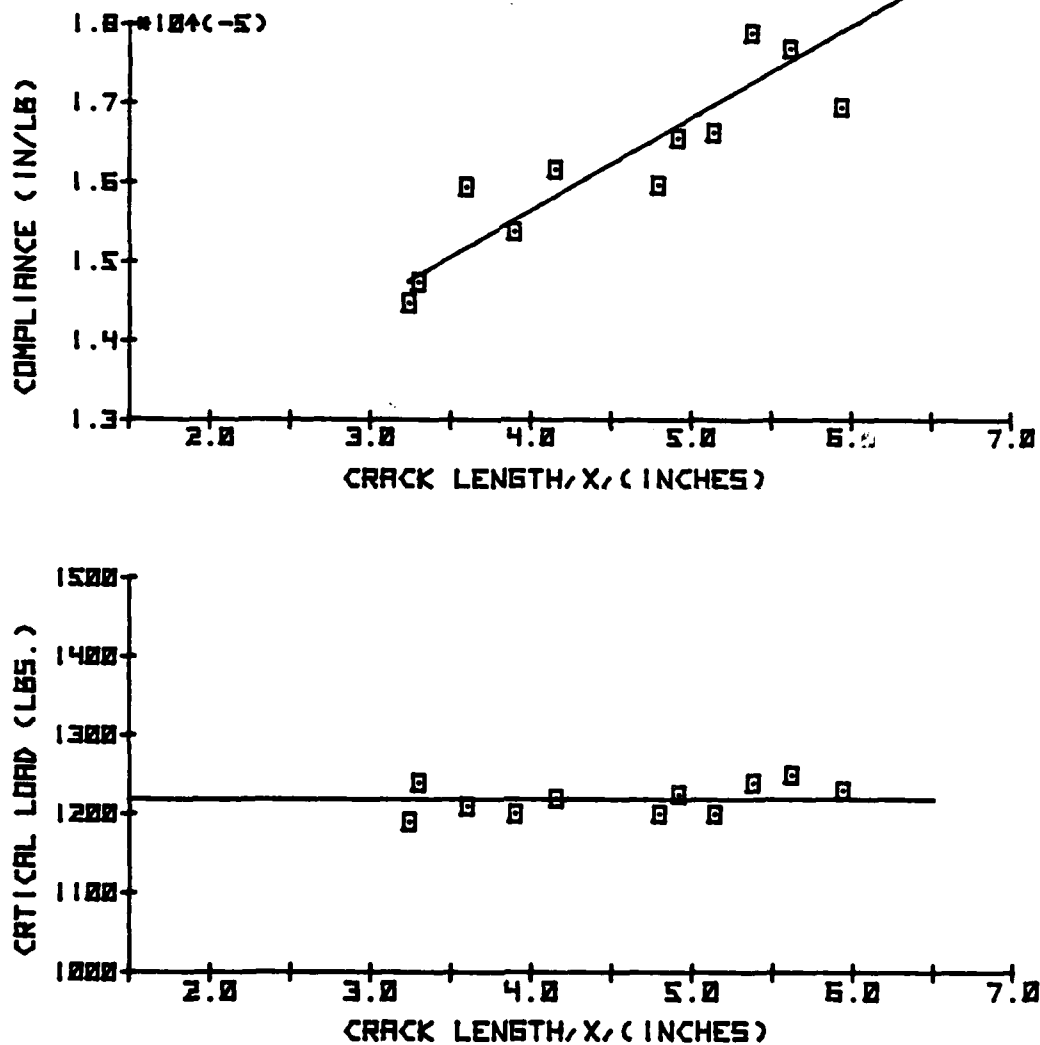 1.8 *10↑(-5)
1.7
1.6
1.5
1.4
1.3
COMPLIANCE (IN/LB)
2.0 3.0 4.0 5.0 6.0 7.0
CRACK LENGTH,X,(INCHES)
1500
1400
1300
1200
1100
1000
CRTICAL LOAD (LBS.)
2.0 3.0 4.0 5.0 6.0 7.0
CRACK LENGTH,X,(INCHES)